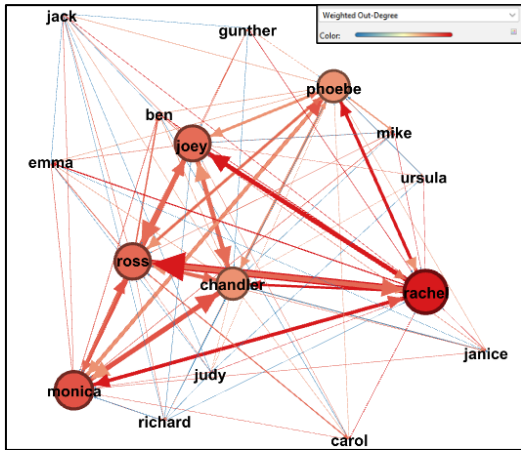 jack
gunther
Weighted Out-Degree
Color:
phoebe
ben
mike
joey
emma
ursula
ross
chandler
rachel
janice
judy
monica
richard
carol